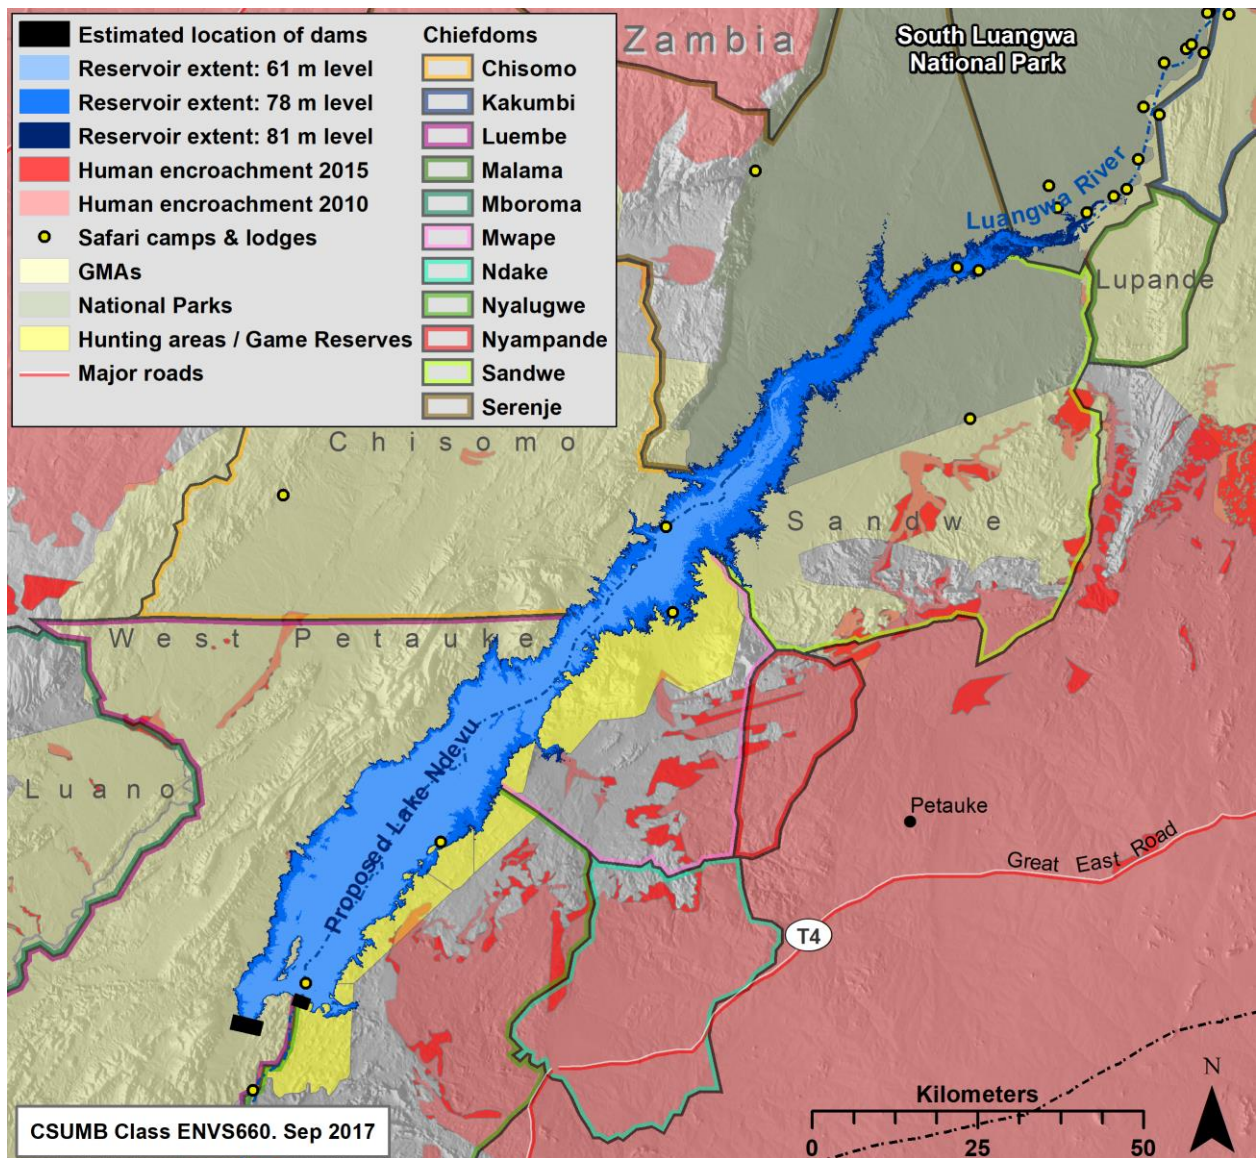 Estimated location of dams
Reservoir extent: 61 m level
Reservoir extent: 78 m level
Reservoir extent: 81 m level
Human encroachment 2015
Human encroachment 2010
Safari camps & lodges
GMAs
National Parks
Hunting areas / Game Reserves
Major roads
Chiefdoms
Chisomo
Kakumbi
Luembe
Malama
Mboroma
Mwape
Ndake
Nyalugwe
Nyampande
Sandwe
Serenje
Zambia
South Luangwa
National Park
Luangwa River
Lupande
Chisomo
Sandwe
West Petauke
Luano
Proposed Lake Ndevu
Petauke
Great East Road
T4
N
Kilometers
0 25 50
CSUMB Class ENVS660. Sep 2017